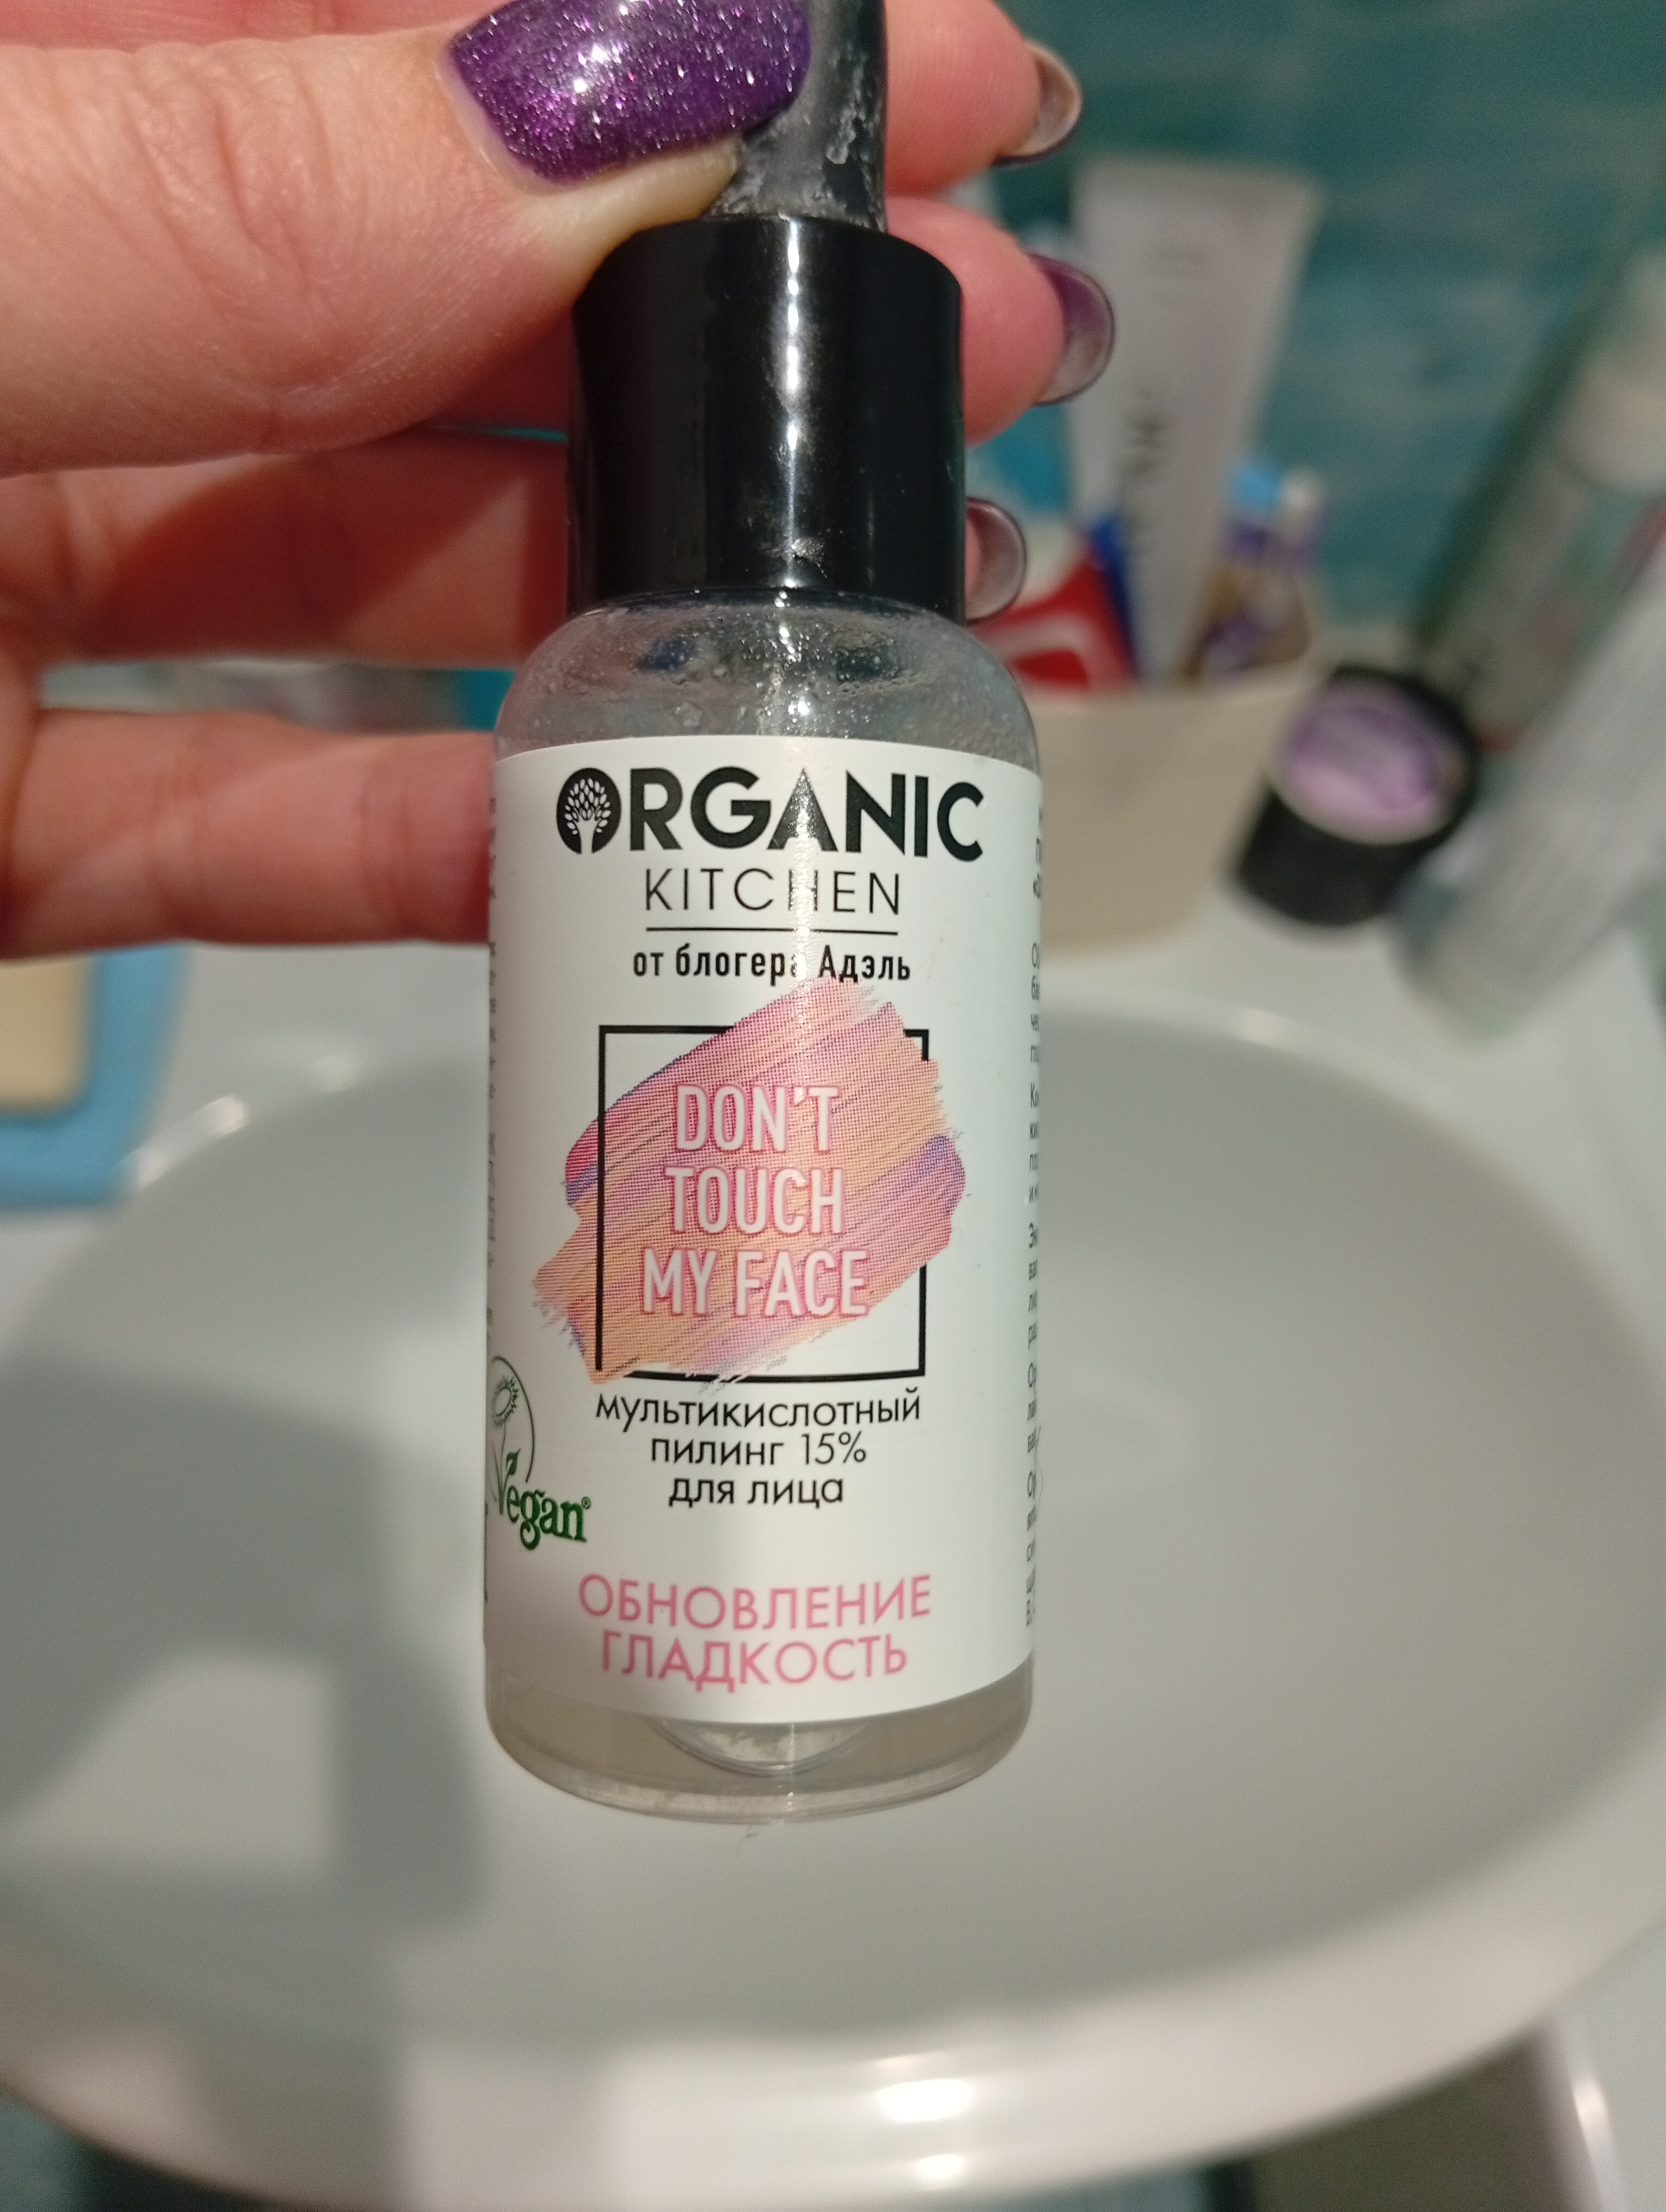 ORGANIC
KITCHEN
от блогера Адэль
DON'T
TOUCH
MY FACE
мультикислотный
пилинг 15%
для лица
Vegan®
ОБНОВЛЕНИЕ
ГЛАДКОСТЬ